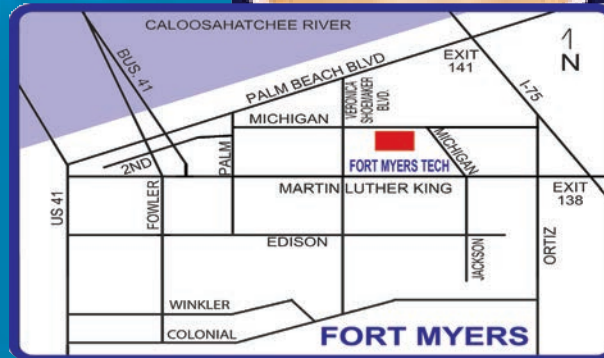 CALOOSAHATCHEE RIVER
BUS. 41
PALM BEACH BLVD
EXIT
141
N
I-75
VERONICA
SHOEMAKER
BLVD.
MICHIGAN
MICHIGAN
2ND
PALM
FORT MYERS TECH
MARTIN LUTHER KING
EXIT
138
US 41
FOWLER
EDISON
JACKSON
ORTIZ
WINKLER
COLONIAL
FORT MYERS